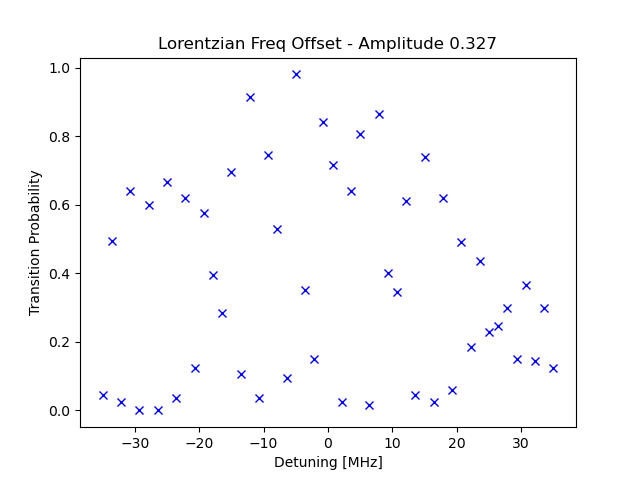 Lorentzian Freq Offset - Amplitude 0.327
1.0
0.8
0.6
0.4
0.2
0.0
Transition Probability
−30 −20 −10 0 10 20 30
Detuning [MHz]